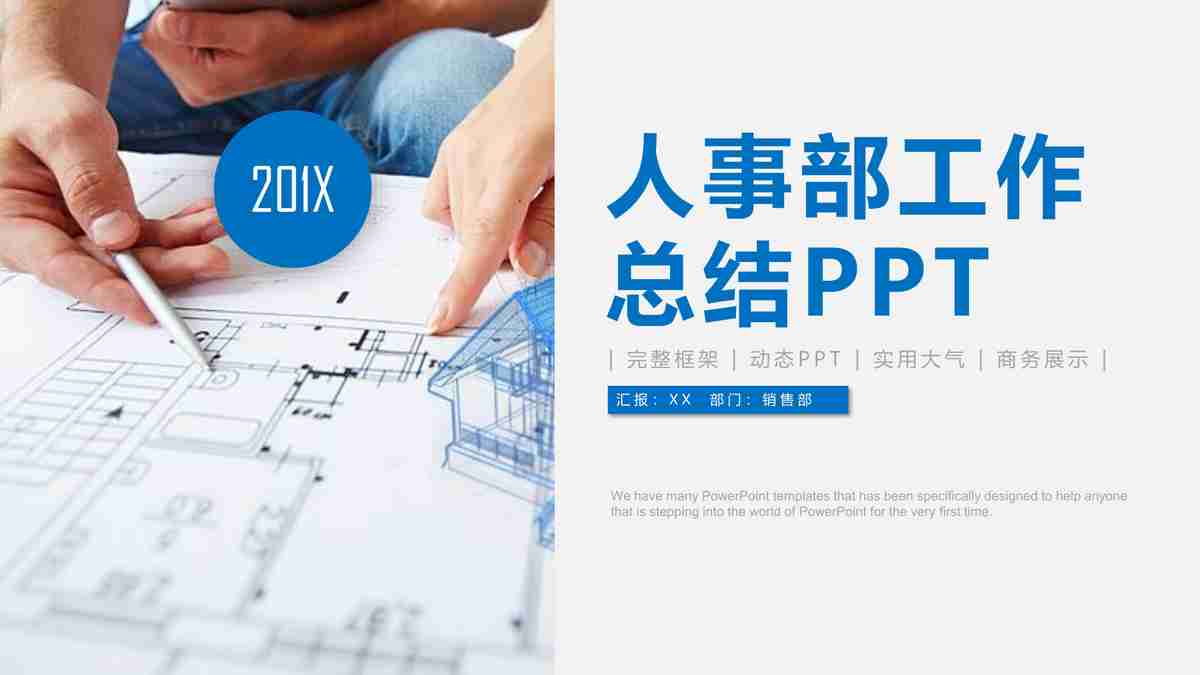 201X
人事部工作
总结PPT
| 完整框架 | 动态PPT | 实用大气 | 商务展示 |
汇报：XX 部门：销售部
We have many PowerPoint templates that has been specifically designed to help anyone
that is stepping into the world of PowerPoint for the very first time.